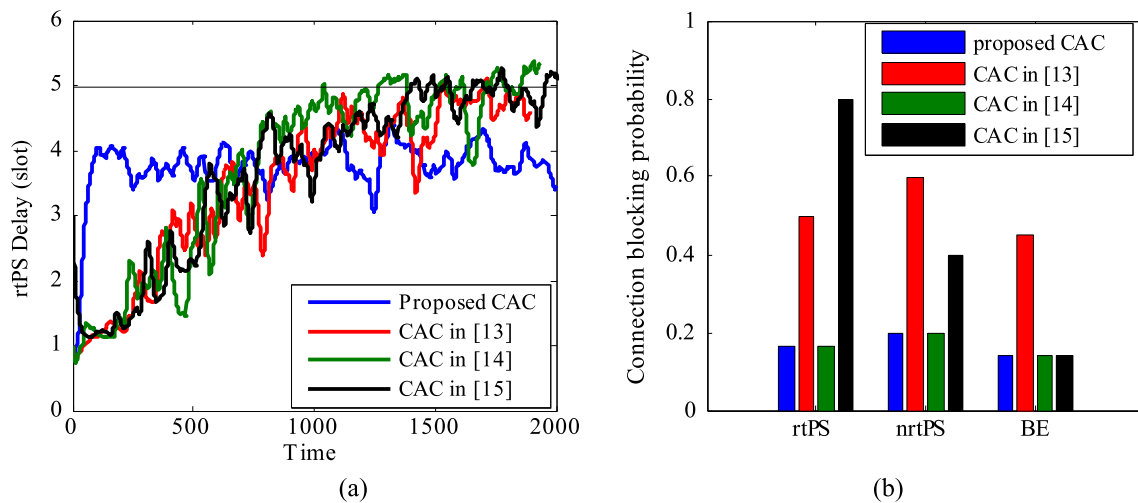 6
5
4
3
2
1
0
rtPS Delay (slot)
0
500
1000
1500
2000
Time
Proposed CAC
CAC in [13]
CAC in [14]
CAC in [15]
(a)
1
0.8
0.6
0.4
0.2
0
Connection blocking probability
rtPS
nrtPS
BE
proposed CAC
CAC in [13]
CAC in [14]
CAC in [15]
(b)